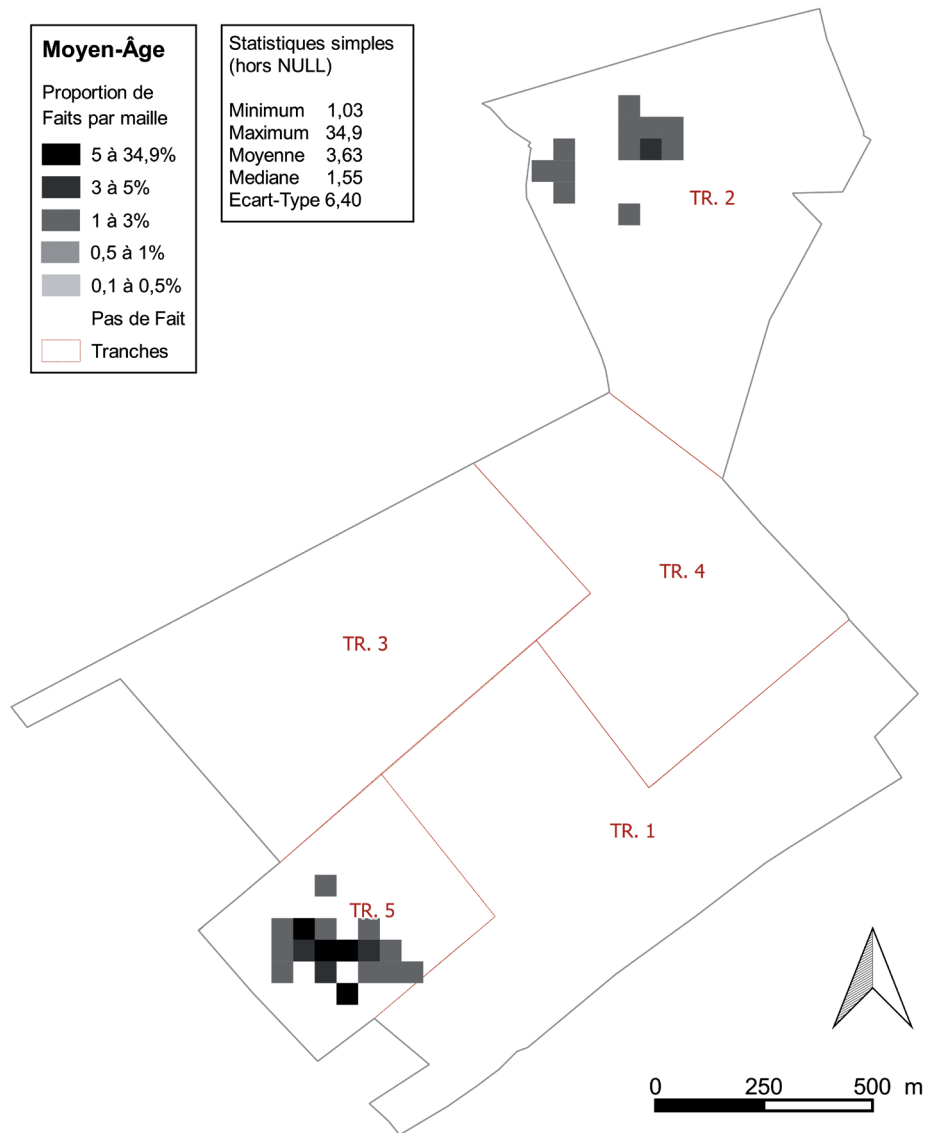 Moyen-Âge
Proportion de
Faits par maille
5 à 34,9%
3 à 5%
1 à 3%
0,5 à 1%
0,1 à 0,5%
Pas de Fait
Tranches
Statistiques simples
(hors NULL)
Minimum 1,03
Maximum 34,9
Moyenne 3,63
Mediane 1,55
Ecart-Type 6,40
TR. 2
TR. 4
TR. 3
TR. 1
TR. 5
0 250 500 m